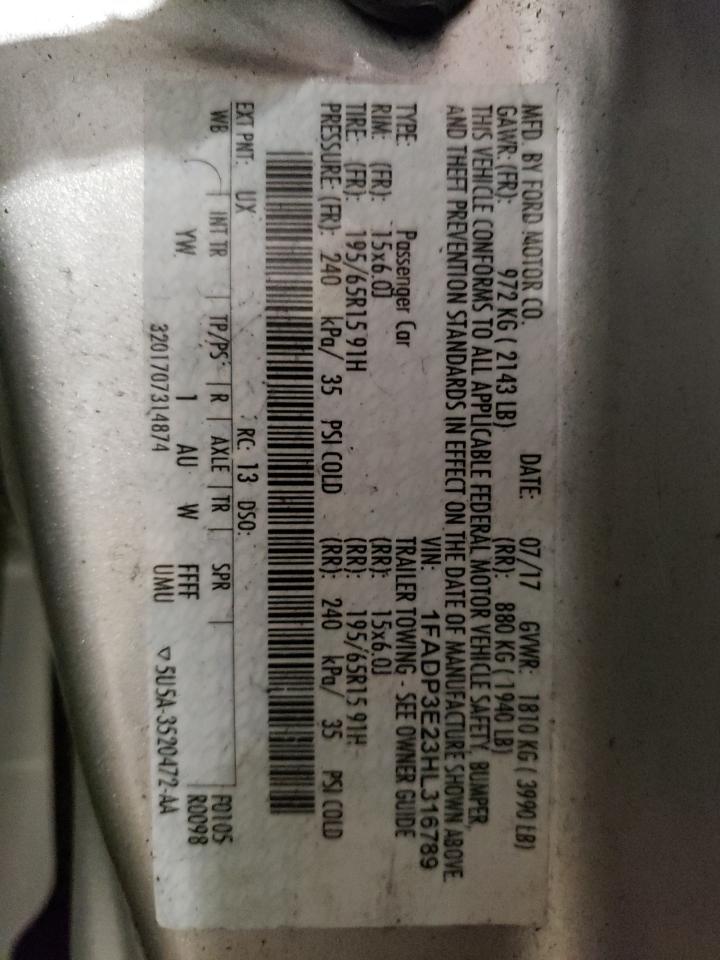 MFD. BY FORD MOTOR CO. DATE: 07/17 GVWR: 1810 KG ( 3990 LB)
GAWR: (FR): 972 KG ( 2143 LB) (RR): 880 KG ( 1940 LB)
THIS VEHICLE CONFORMS TO ALL APPLICABLE FEDERAL MOTOR VEHICLE SAFETY, BUMPER,
AND THEFT PREVENTION STANDARDS IN EFFECT ON THE DATE OF MANUFACTURE SHOWN ABOVE.
VIN: 1FADP3E23HL316789
TYPE: Passenger Car TRAILER TOWING - SEE OWNER GUIDE
RIM: (FR): 15x6.0J (RR): 15x6.0J
TIRE: (FR): 195/65R15 91H (RR): 195/65R15 91H
PRESSURE: (FR): 240 kPa/ 35 PSI COLD (RR): 240 kPa/ 35 PSI COLD
EXT PNT: UX RC: 13 DSO: F0105
WB INT TR TP/PS R AXLE TR SPR R0098
YW 1 AU W FFFF
UMU
3201707314874 ▽ 5U5A-3520472-AA